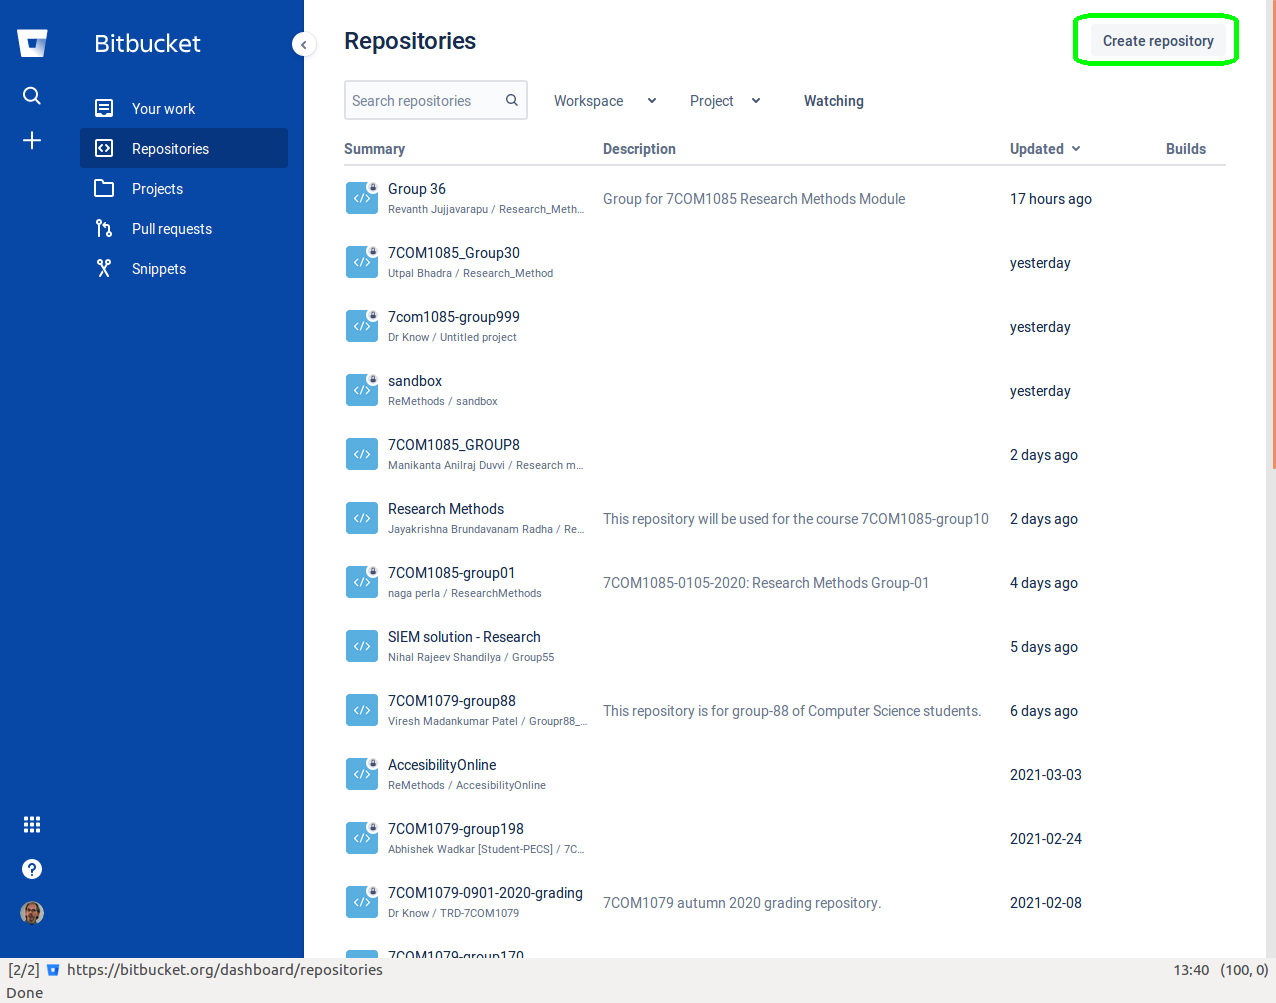 Bitbucket
Your work
Repositories
Projects
Pull requests
Snippets
Repositories
Create repository
Search repositories
Workspace
Project
Watching
Summary Description Updated Builds
Group 36
Revanth Jujjavarapu / Research_Meth...
Group for 7COM1085 Research Methods Module
17 hours ago
7COM1085_Group30
Utpal Bhadra / Research_Method
yesterday
7com1085-group999
Dr Know / Untitled project
yesterday
sandbox
ReMethods / sandbox
yesterday
7COM1085_GROUP8
Manikanta Anilraj Duvvi / Research m...
2 days ago
Research Methods
Jayakrishna Brundavanam Radha / Re...
This repository will be used for the course 7COM1085-group10
2 days ago
7COM1085-group01
naga perla / ResearchMethods
7COM1085-0105-2020: Research Methods Group-01
4 days ago
SIEM solution - Research
Nihal Rajeev Shandilya / Group55
5 days ago
7COM1079-group88
Viresh Madankumar Patel / Groupr88_...
This repository is for group-88 of Computer Science students.
6 days ago
AccesibilityOnline
ReMethods / AccesibilityOnline
2021-03-03
7COM1079-group198
Abhishek Wadkar [Student-PECS] / 7C...
2021-02-24
7COM1079-0901-2020-grading
Dr Know / TRD-7COM1079
7COM1079 autumn 2020 grading repository.
2021-02-08
7COM1079-group170
[2/2] https://bitbucket.org/dashboard/repositories 13:40 (100, 0)
Done